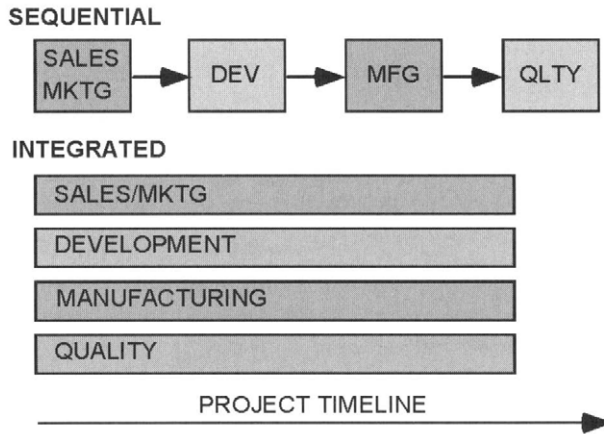 SEQUENTIAL
SALES
MKTG
DEV
MFG
QLTY
INTEGRATED
SALES/MKTG
DEVELOPMENT
MANUFACTURING
QUALITY
PROJECT TIMELINE